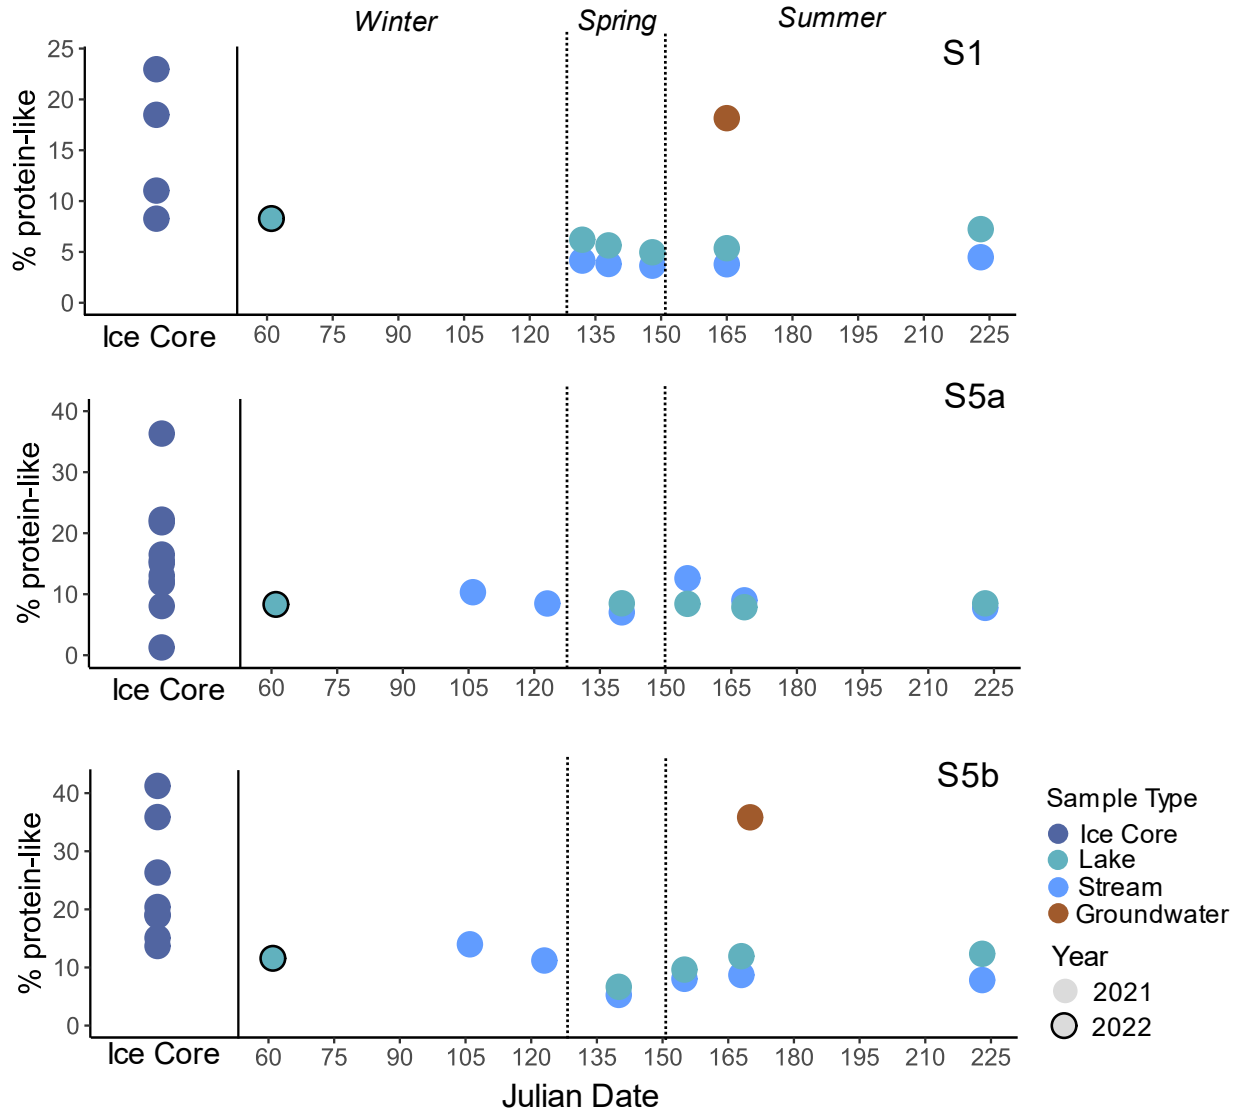 Winter Spring Summer
S1
% protein-like
25
20
15
10
5
0
Ice Core 60 75 90 105 120 135 150 165 180 195 210 225
S5a
% protein-like
40
30
20
10
0
Ice Core 60 75 90 105 120 135 150 165 180 195 210 225
S5b
% protein-like
40
30
20
10
0
Ice Core 60 75 90 105 120 135 150 165 180 195 210 225
Julian Date
Sample Type
Ice Core
Lake
Stream
Groundwater
Year
2021
2022